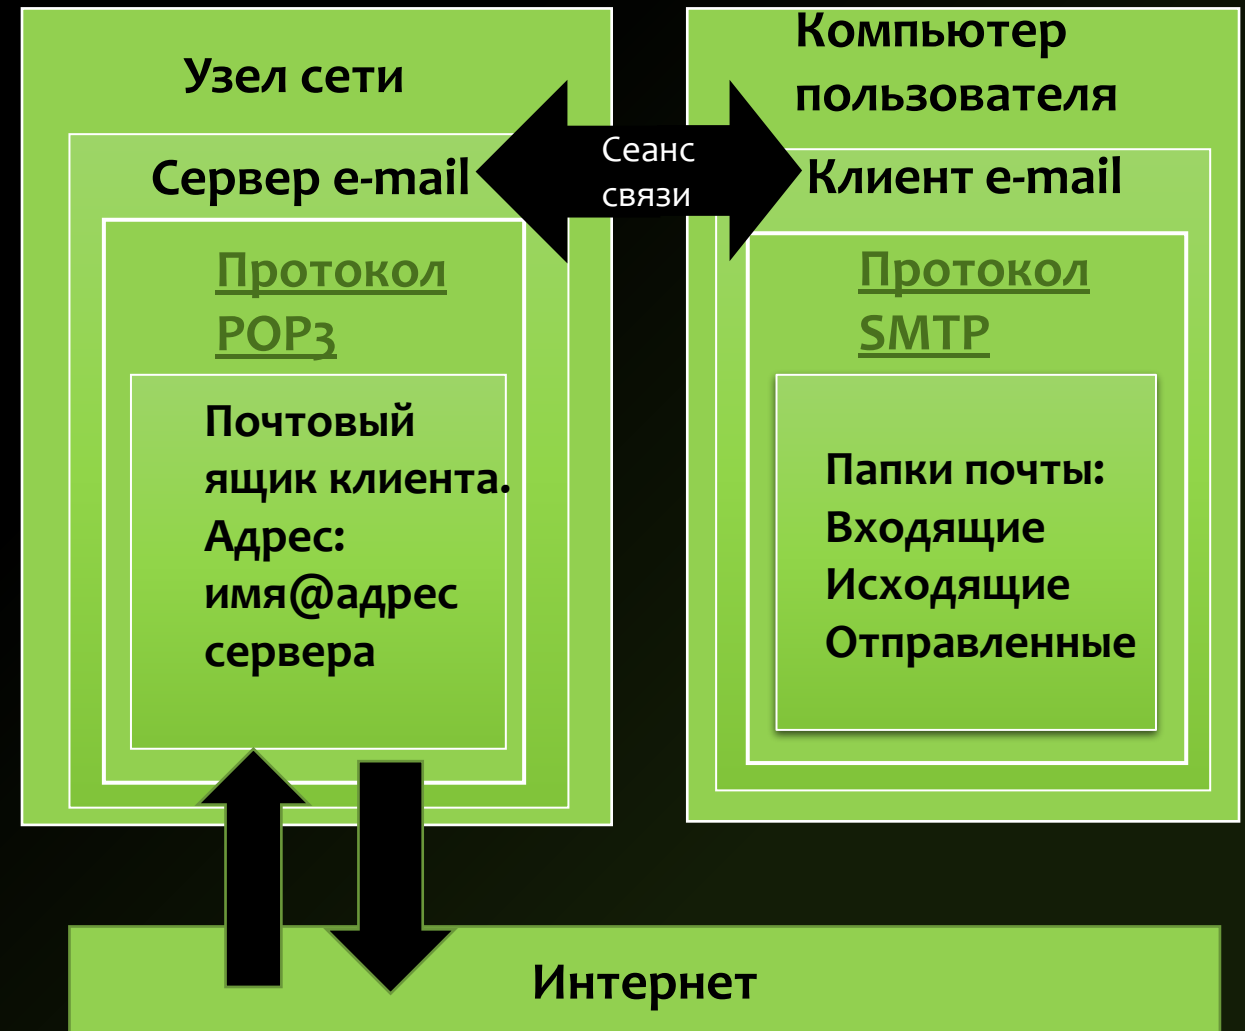 Узел сети
Сервер e-mail
Протокол
POP3
Почтовый
ящик клиента.
Адрес:
имя@адрес
сервера
Сеанс
связи
Компьютер
пользователя
Клиент e-mail
Протокол
SMTP
Папки почты:
Входящие
Исходящие
Отправленные
Интернет